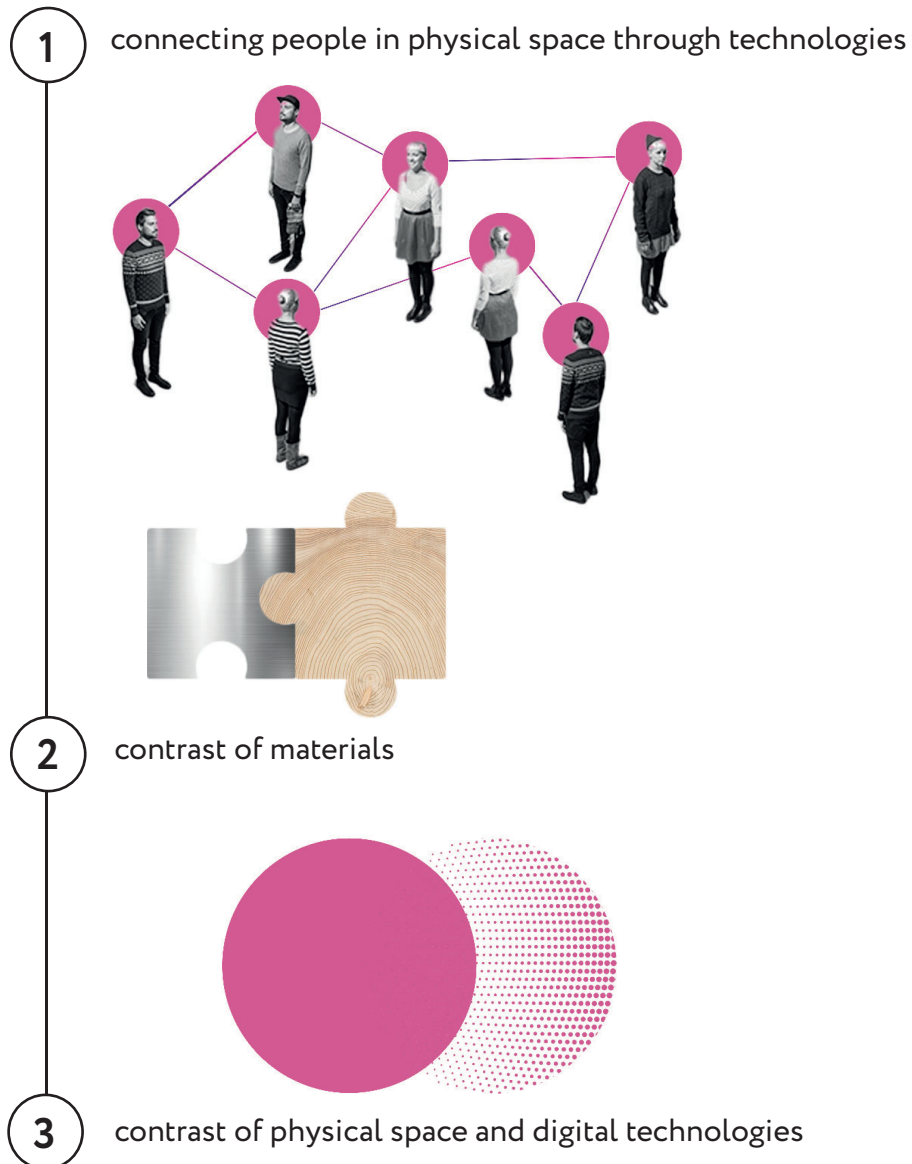 1
connecting people in physical space through technologies
2
contrast of materials
3
contrast of physical space and digital technologies